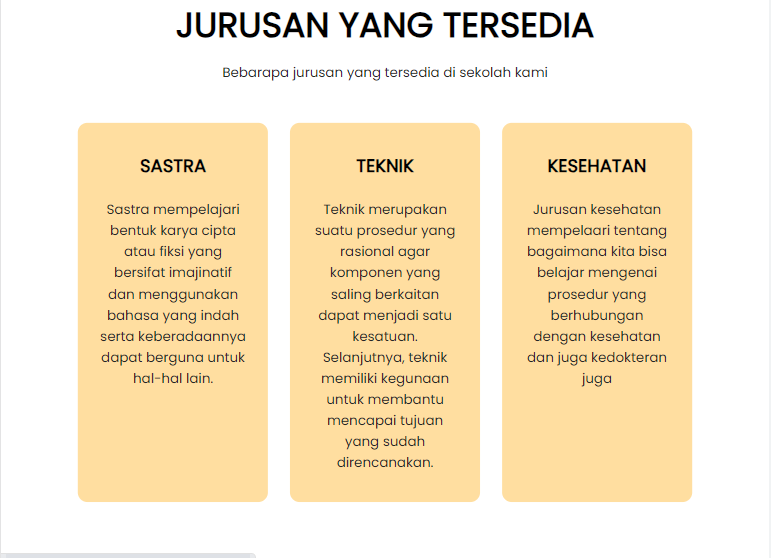 JURUSAN YANG TERSEDIA
Bebarapa jurusan yang tersedia di sekolah kami
SASTRA
Sastra mempelajari
bentuk karya cipta
atau fiksi yang
bersifat imajinatif
dan menggunakan
bahasa yang indah
serta keberadaannya
dapat berguna untuk
hal-hal lain.
TEKNIK
Teknik merupakan
suatu prosedur yang
rasional agar
komponen yang
saling berkaitan
dapat menjadi satu
kesatuan.
Selanjutnya, teknik
memiliki kegunaan
untuk membantu
mencapai tujuan
yang sudah
direncanakan.
KESEHATAN
Jurusan kesehatan
mempelaari tentang
bagaimana kita bisa
belajar mengenai
prosedur yang
berhubungan
dengan kesehatan
dan juga kedokteran
juga